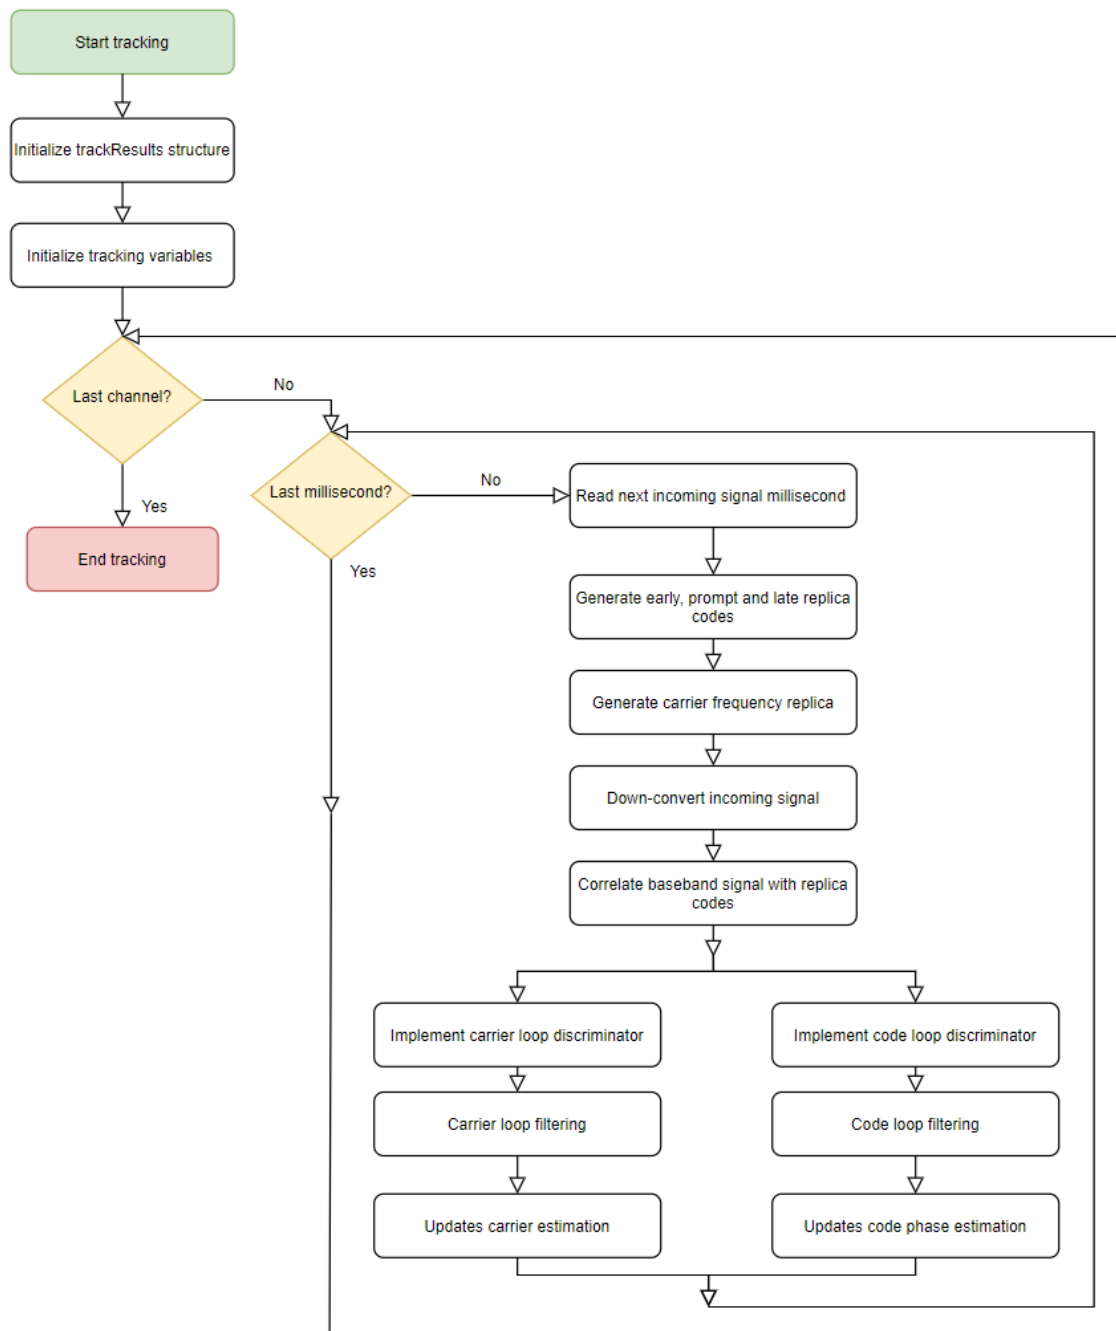 Start tracking
Initialize trackResults structure
Initialize tracking variables
Last channel?
No
Yes
End tracking
Last millisecond?
No
Yes
Read next incoming signal millisecond
Generate early, prompt and late replica
codes
Generate carrier frequency replica
Down-convert incoming signal
Correlate baseband signal with replica
codes
Implement carrier loop discriminator
Implement code loop discriminator
Carrier loop filtering
Code loop filtering
Updates carrier estimation
Updates code phase estimation